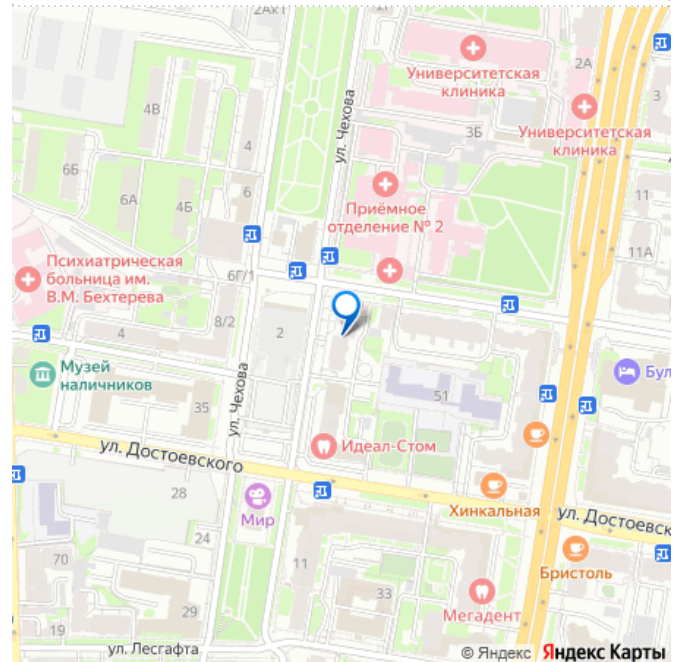 2Ак1
Университетская
клиника
2А
3
4В
ул. Чехова
3Б
Университетская
клиника
4
6Б
6А
4Б
Приёмное
отделение № 2
11
11А
Психиатрическая
больница им.
В.М. Бехтерева
6Г/1
8/2
4
2
Музей
наличников
Бул
35
ул. Чехова
51
Идеал-Стом
ул. Достоевского
28
Мир
Хинкальная
ул. Достоевск
24
70
11
33
Бристоль
29
Мегадент
19
ул. Лесгафта
© Яндекс Яндекс Карты